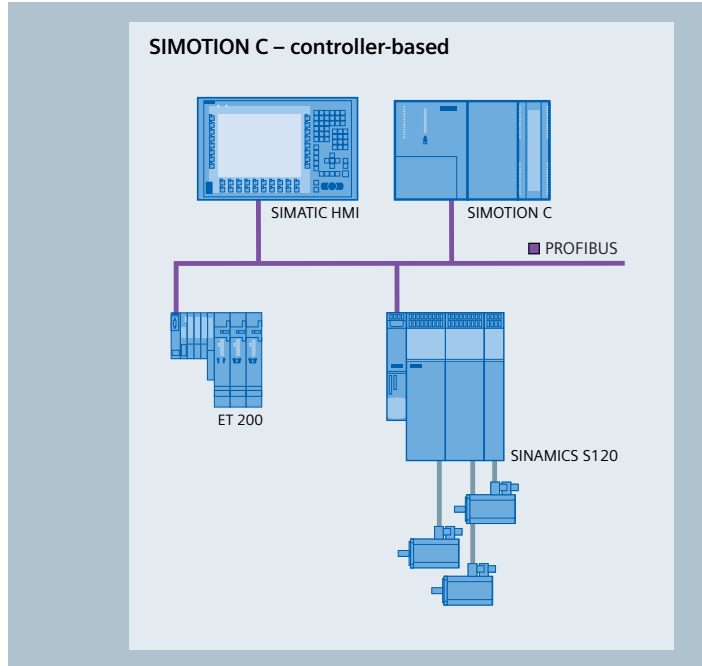 SIMOTION C – controller-based
SIMATIC HMI
SIMOTION C
PROFIBUS
ET 200
SINAMICS S120